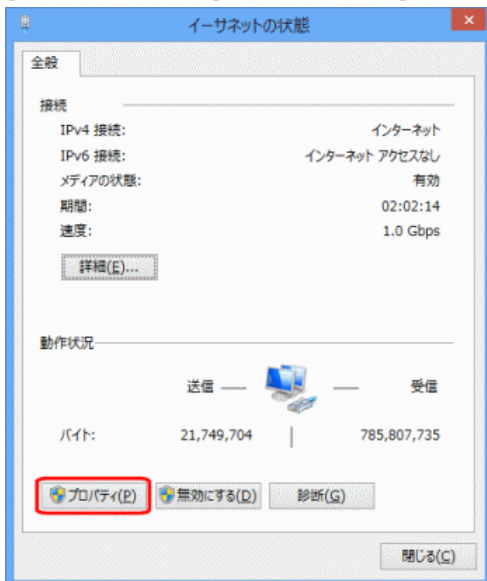 イーサネットの状態
全般
接続
IPv4 接続: インターネット
IPv6 接続: インターネット アクセスなし
メディアの状態: 有効
期間: 02:02:14
速度: 1.0 Gbps
詳細(E)...
動作状況
送信 受信
バイト: 21,749,704 785,807,735
プロパティ(P) 無効にする(D) 診断(G)
閉じる(C)